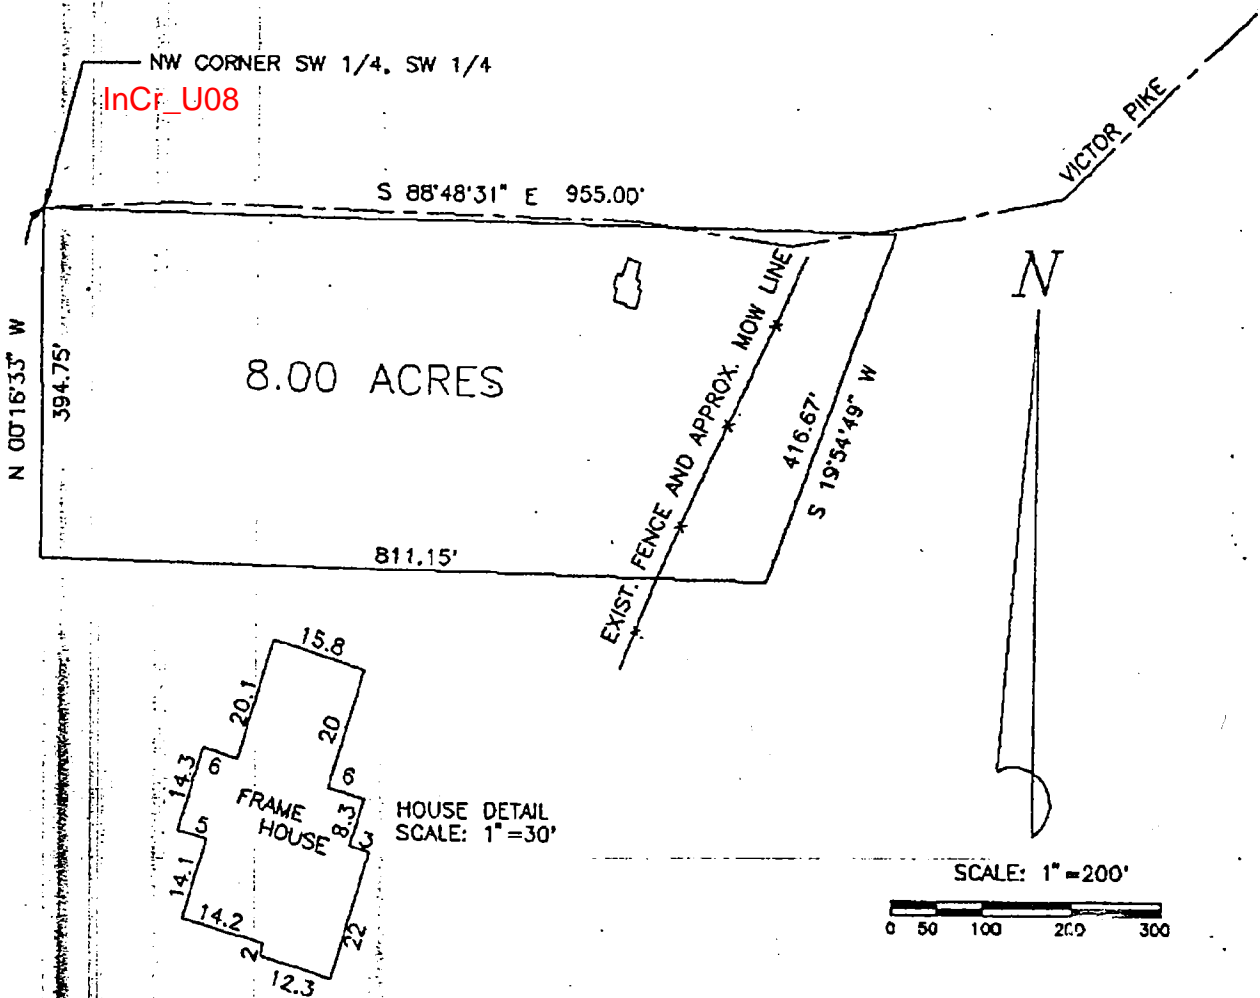 NW CORNER SW 1/4, SW 1/4
InCr_U08
VICTOR PIKE
S 88°48'31" E 955.00'
N
N 00°16'33" W
394.75'
8.00 ACRES
EXIST. FENCE AND APPROX. MOW LINE
416.67'
S 19°54'49" W
811.15'
15.8
20.1
20
14.3
6
6
FRAME
HOUSE
8.3
5
3
HOUSE DETAIL
SCALE: 1"=30'
14.1
14.2
2
22
12.3
SCALE: 1"=200'
0 50 100 200 300